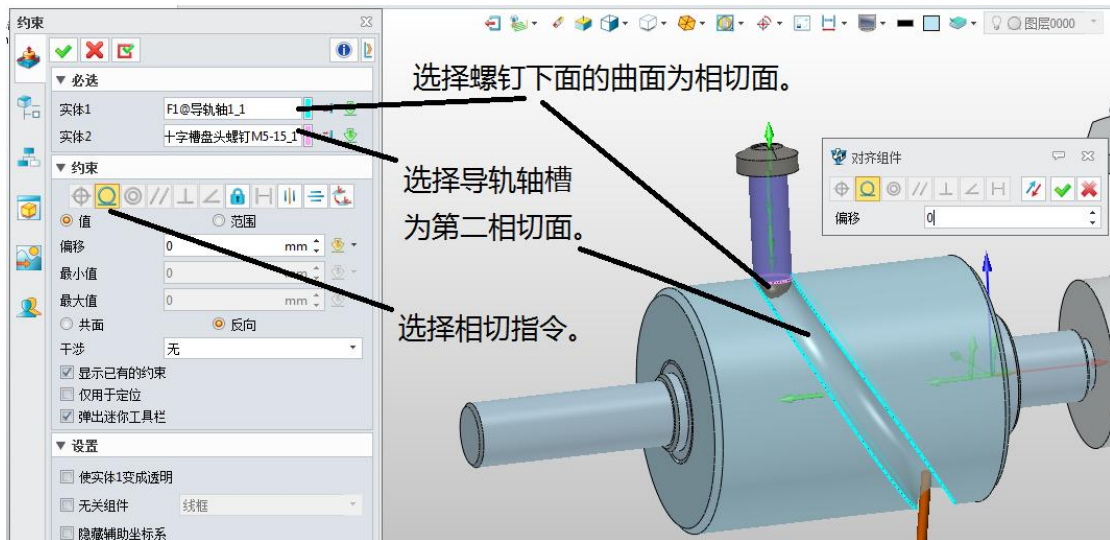 约束
图层0000
必选
实体1
F1@导轨轴1_1
实体2
十字槽盘头螺钉M5-15_1
约束
值
范围
偏移
0
mm
最小值
0
mm
最大值
0
mm
共面
反向
干涉
无
显示已有的约束
仅用于定位
弹出迷你工具栏
设置
使实体1变成透明
无关组件
线框
隐藏辅助坐标系
选择螺钉下面的曲面为相切面。
选择导轨轴槽
为第二相切面。
选择相切指令。
对齐组件
偏移
0